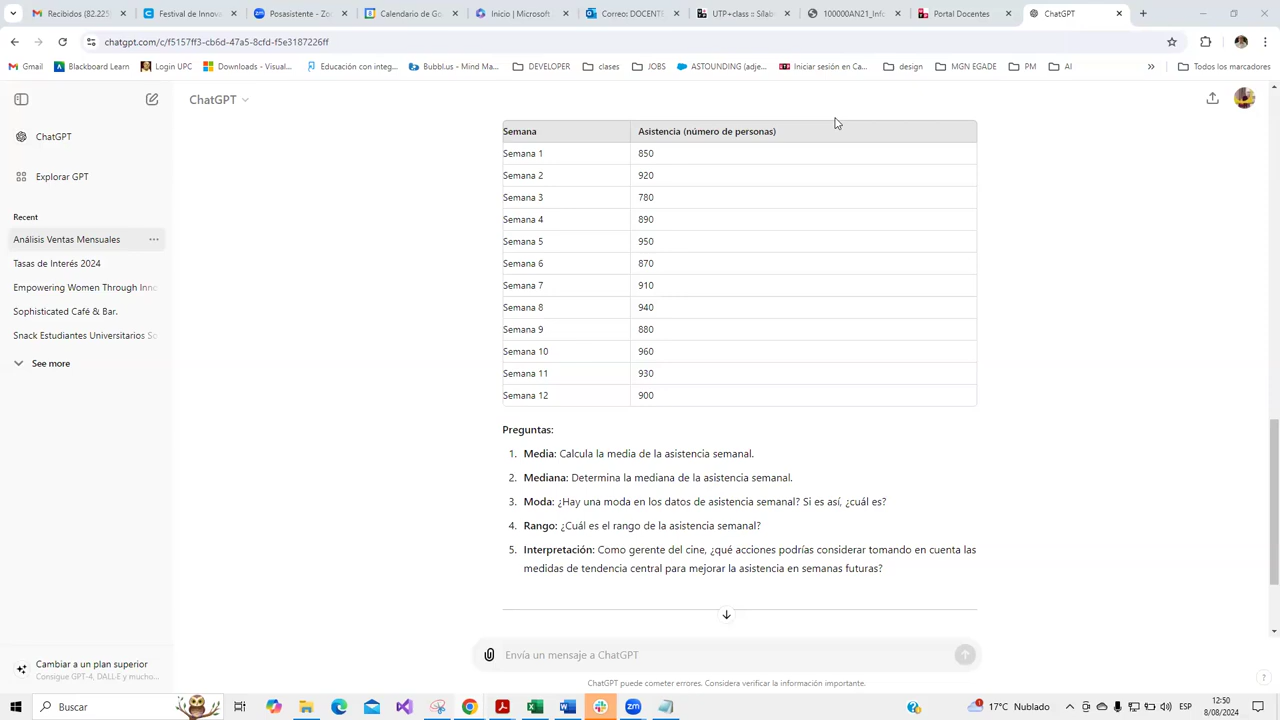 Recibidos (82.225
Festival de Innova
Posasistente - Zoo
Calendario de Go
Inicio | Microsoft
Correo: DOCENTE
UTP+class :: Sílab
100000IAN21_Info
Portal Docentes
ChatGPT
chatgpt.com/c/f5157ff3-cb6d-47a5-8cfd-f5e3187226ff
Gmail
Blackboard Learn
Login UPC
Downloads - Visual...
Educación con integ...
Bubbl.us - Mind Ma...
DEVELOPER
clases
JOBS
ASTOUNDING (adje...
Iniciar sesión en Ca...
design
MGN EGADE
PM
AI
Todos los marcadores
ChatGPT
ChatGPT
Explorar GPT
Recent
Análisis Ventas Mensuales
Tasas de Interés 2024
Empowering Women Through Inno
Sophisticated Café & Bar.
Snack Estudiantes Universitarios Sp
See more
Semana Asistencia (número de personas)
Semana 1 850
Semana 2 920
Semana 3 780
Semana 4 890
Semana 5 950
Semana 6 870
Semana 7 910
Semana 8 940
Semana 9 880
Semana 10 960
Semana 11 930
Semana 12 900
Preguntas:
1. Media: Calcula la media de la asistencia semanal.
2. Mediana: Determina la mediana de la asistencia semanal.
3. Moda: ¿Hay una moda en los datos de asistencia semanal? Si es así, ¿cuál es?
4. Rango: ¿Cuál es el rango de la asistencia semanal?
5. Interpretación: Como gerente del cine, ¿qué acciones podrías considerar tomando en cuenta las
medidas de tendencia central para mejorar la asistencia en semanas futuras?
Envía un mensaje a ChatGPT
ChatGPT puede cometer errores. Considera verificar la información importante.
Cambiar a un plan superior
Consigue GPT-4, DALL·E y mucho...
Buscar
17°C Nublado
ESP
12:50
8/08/2024